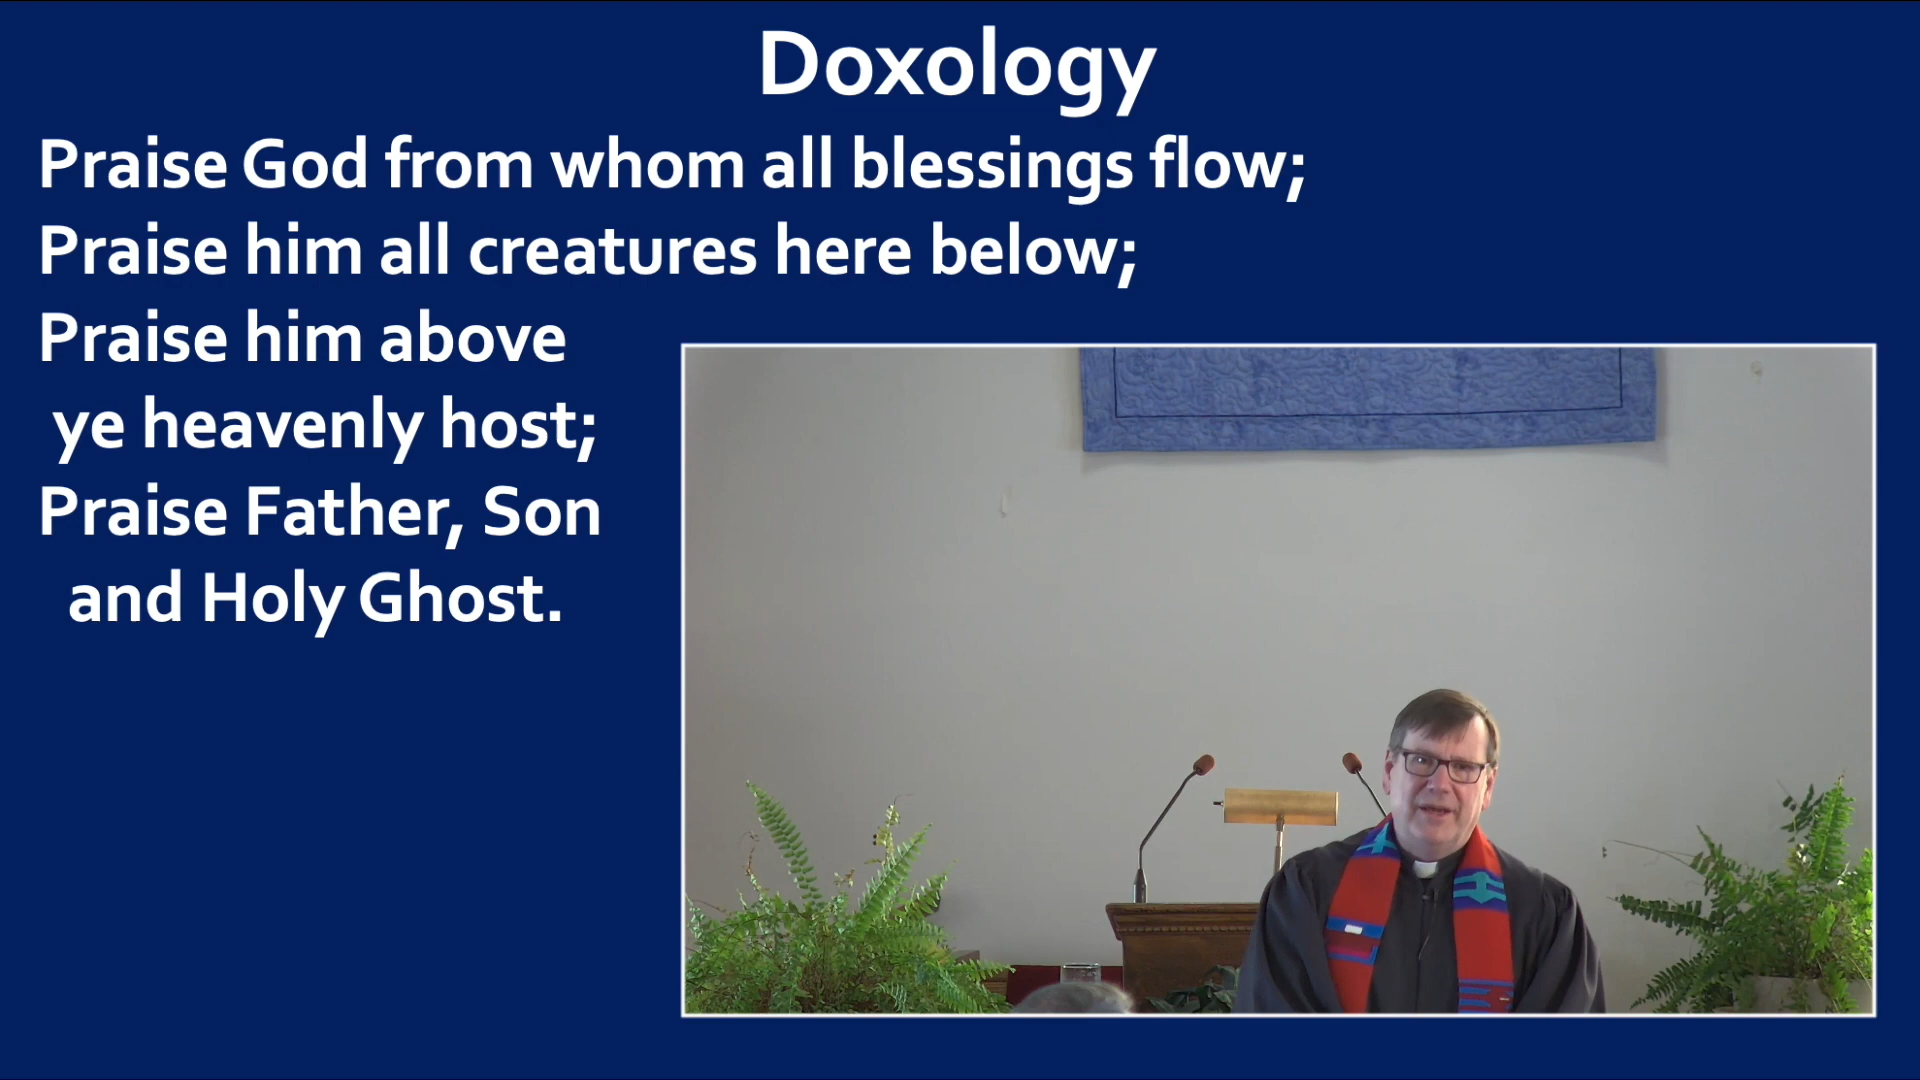 Doxology
Praise God from whom all blessings flow;
Praise him all creatures here below;
Praise him above
ye heavenly host;
Praise Father, Son
and Holy Ghost.